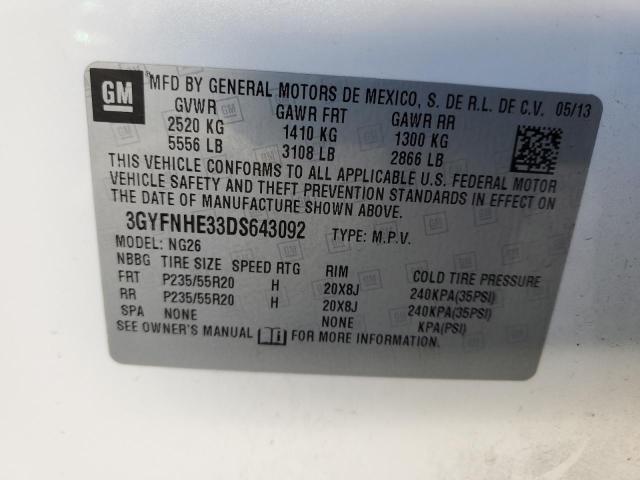 GM MFD BY GENERAL MOTORS DE MEXICO, S. DE R.L. DE C.V. 05/13
GVWR GAWR FRT GAWR RR
2520 KG 1410 KG 1300 KG
5556 LB 3108 LB 2866 LB
THIS VEHICLE CONFORMS TO ALL APPLICABLE U.S. FEDERAL MOTOR
VEHICLE SAFETY AND THEFT PREVENTION STANDARDS IN EFFECT ON
THE DATE OF MANUFACTURE SHOWN ABOVE.
3GYFNHE33DS643092 TYPE: M.P.V.
MODEL: NG26
NBBG TIRE SIZE SPEED RTG RIM COLD TIRE PRESSURE
FRT P235/55R20 H 20X8J 240KPA(35PSI)
RR P235/55R20 H 20X8J 240KPA(35PSI)
SPA NONE NONE KPA(PSI)
SEE OWNER'S MANUAL FOR MORE INFORMATION.